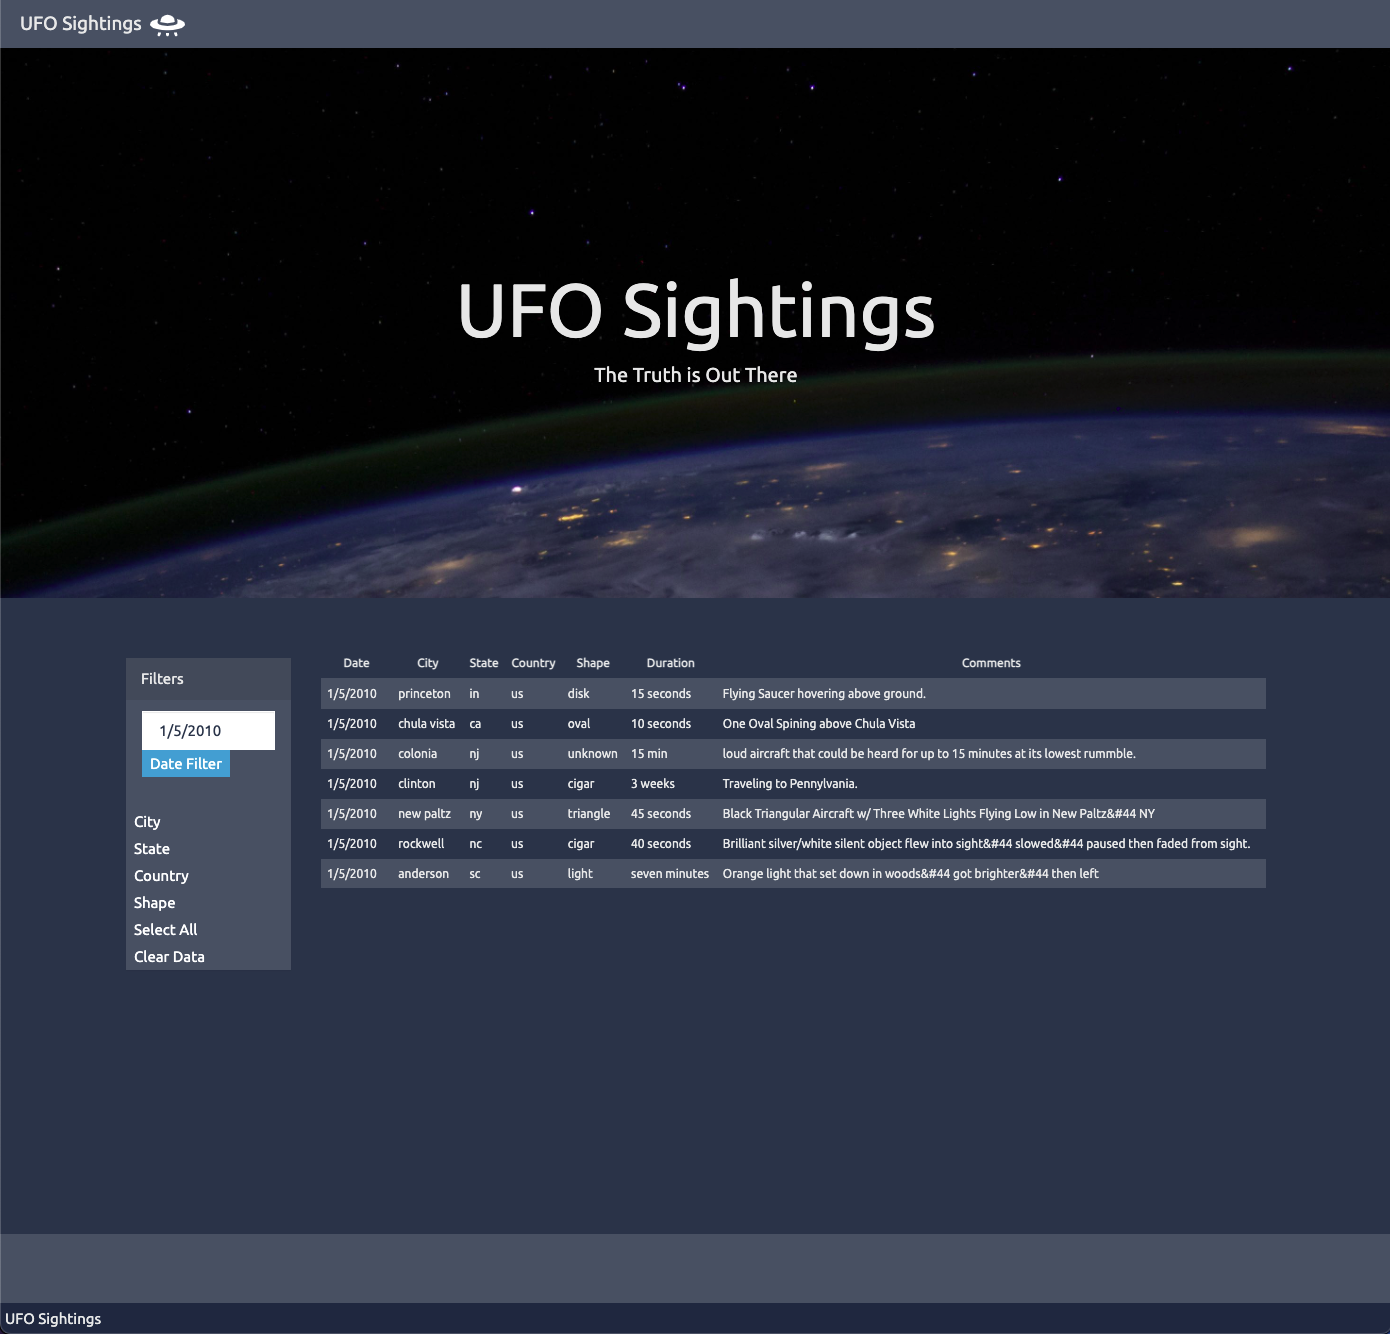 UFO Sightings
UFO Sightings
The Truth is Out There
Filters
1/5/2010
Date Filter
City
State
Country
Shape
Select All
Clear Data
Date City State Country Shape Duration Comments
1/5/2010 princeton in us disk 15 seconds Flying Saucer hovering above ground.
1/5/2010 chula vista ca us oval 10 seconds One Oval Spining above Chula Vista
1/5/2010 colonia nj us unknown 15 min loud aircraft that could be heard for up to 15 minutes at its lowest rummble.
1/5/2010 clinton nj us cigar 3 weeks Traveling to Pennylvania.
1/5/2010 new paltz ny us triangle 45 seconds Black Triangular Aircraft w/ Three White Lights Flying Low in New Paltz&#44 NY
1/5/2010 rockwell nc us cigar 40 seconds Brilliant silver/white silent object flew into sight&#44 slowed&#44 paused then faded from sight.
1/5/2010 anderson sc us light seven minutes Orange light that set down in woods&#44 got brighter&#44 then left
UFO Sightings